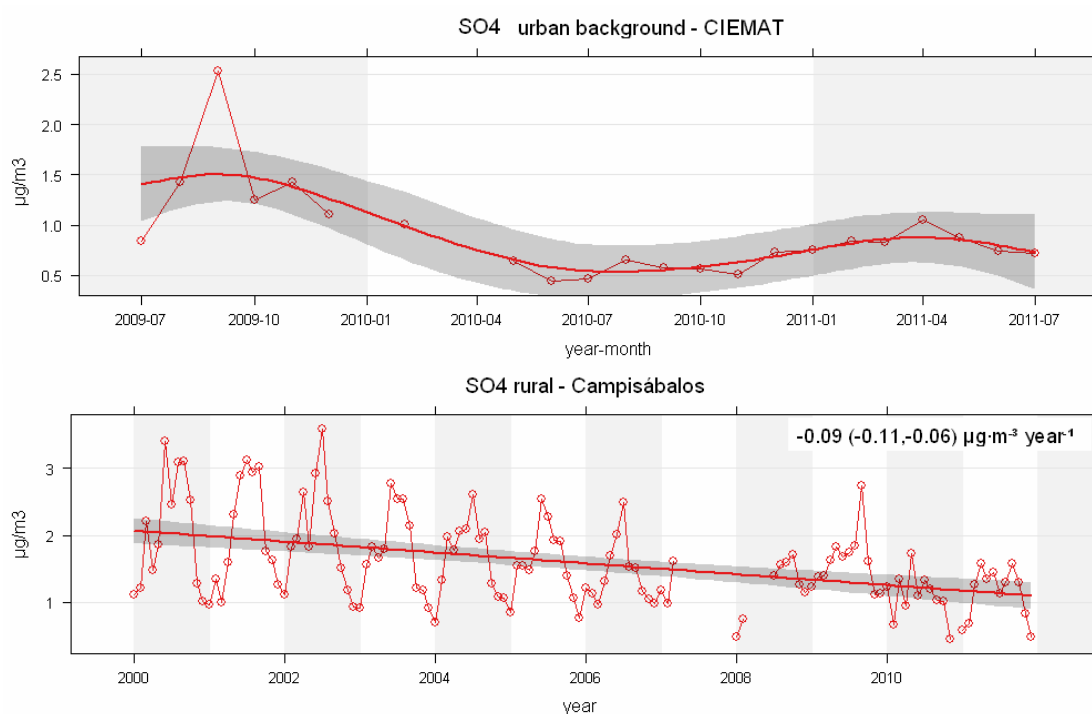 SO4 urban background - CIEMAT
2.5
2.0
1.5
1.0
0.5
µg/m3
2009-07 2009-10 2010-01 2010-04 2010-07 2010-10 2011-01 2011-04 2011-07
year-month
SO4 rural - Campisábalos
-0.09 (-0.11,-0.06) µg·m⁻³ year⁻¹
3
2
1
µg/m3
2000 2002 2004 2006 2008 2010
year